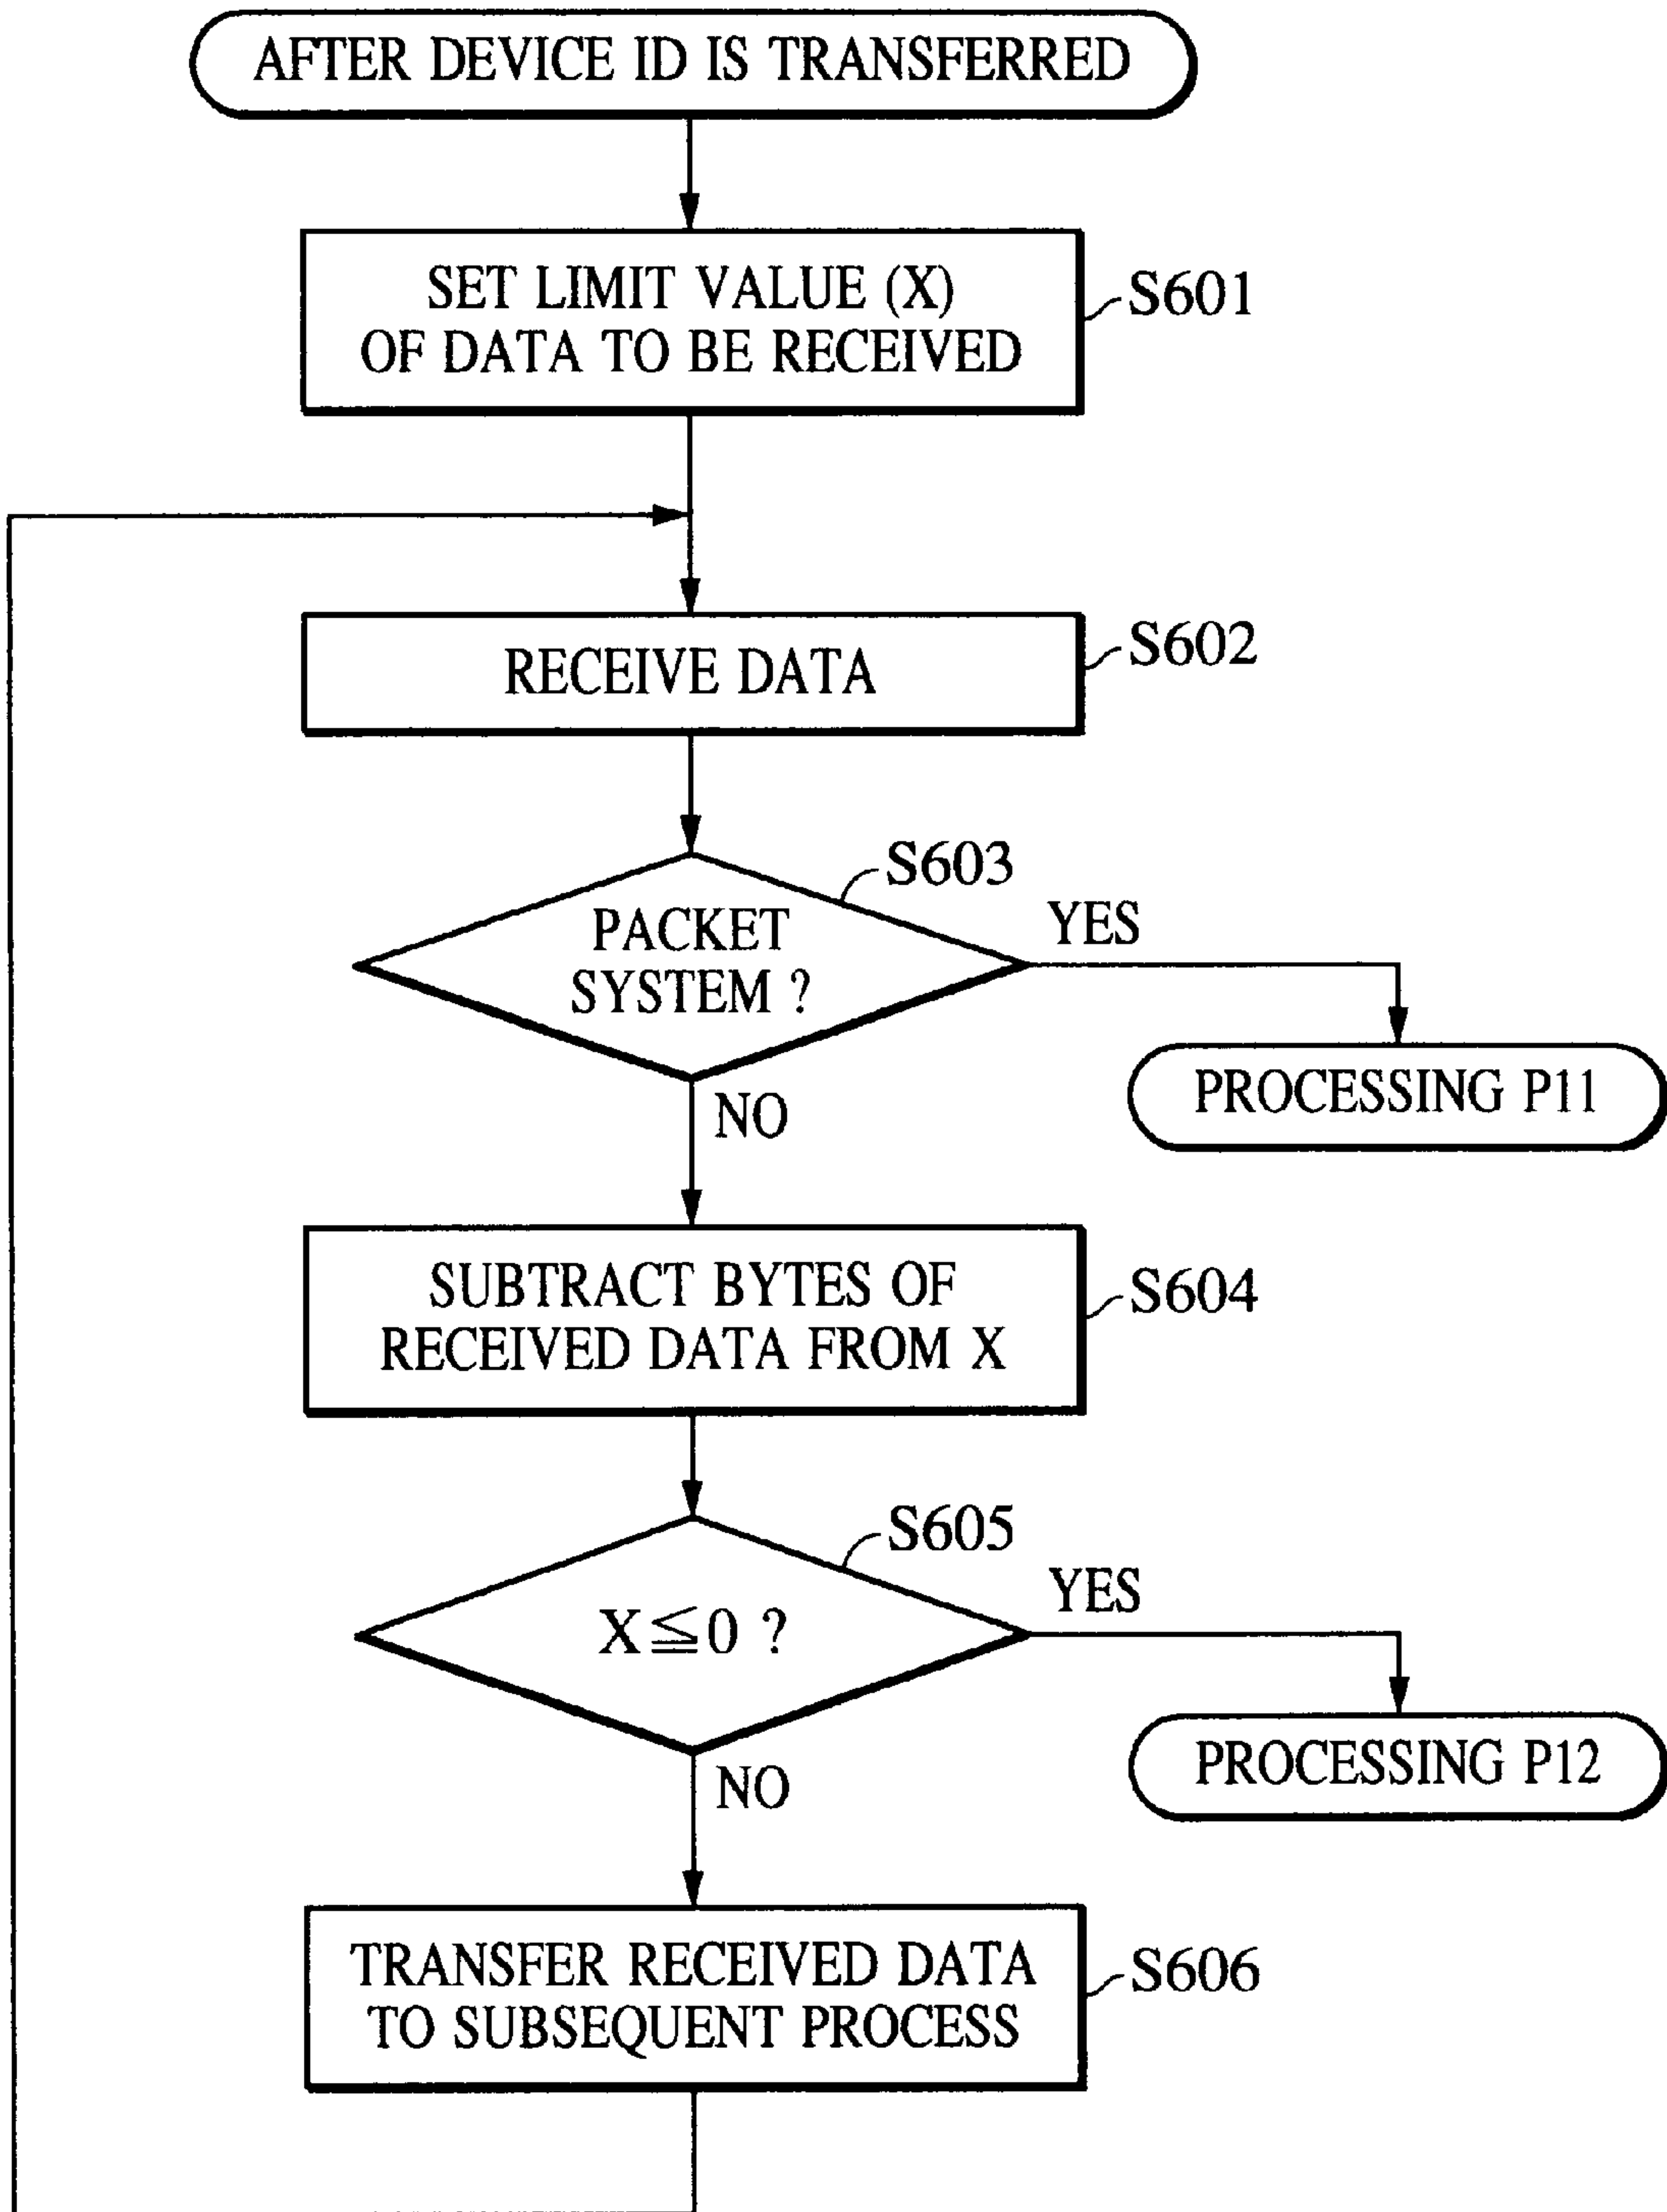 AFTER DEVICE ID IS TRANSFERRED
SET LIMIT VALUE (X)
OF DATA TO BE RECEIVED
S601
RECEIVE DATA
S602
S603
PACKET
SYSTEM ?
YES
PROCESSING P11
NO
SUBTRACT BYTES OF
RECEIVED DATA FROM X
S604
S605
X≦0 ?
YES
PROCESSING P12
NO
TRANSFER RECEIVED DATA
TO SUBSEQUENT PROCESS
S606